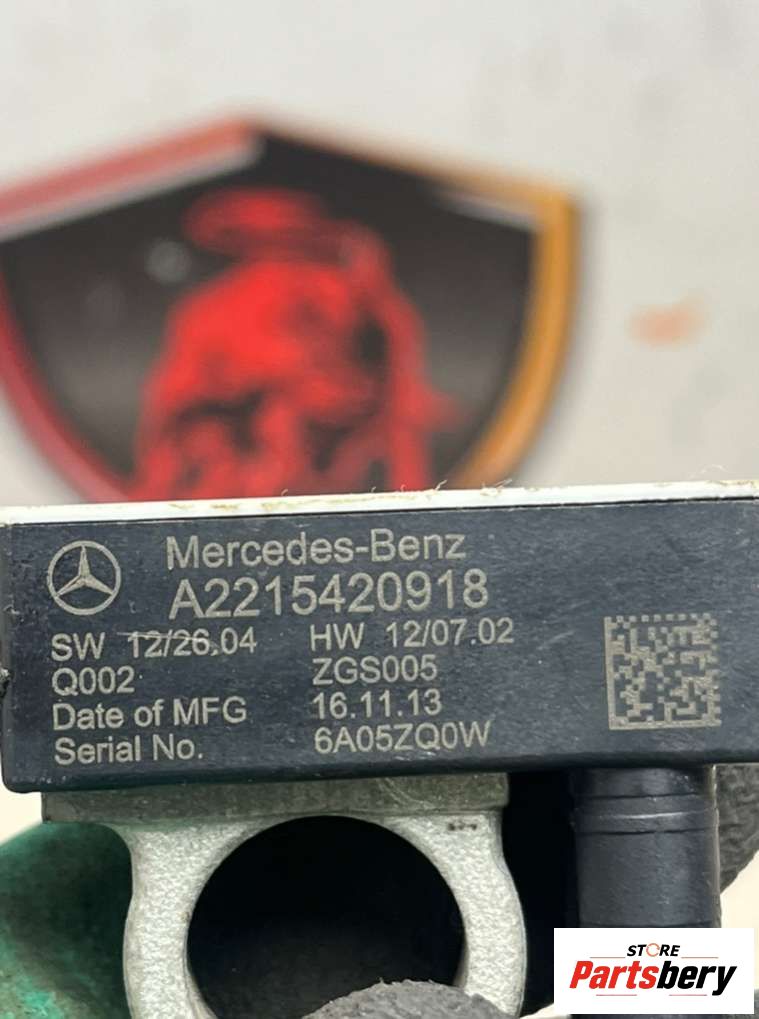 Mercedes-Benz
A2215420918
SW 12/26.04 HW 12/07.02
Q002 ZGS005
Date of MFG 16.11.13
Serial No. 6A05ZQ0W
STORE
Partsbery